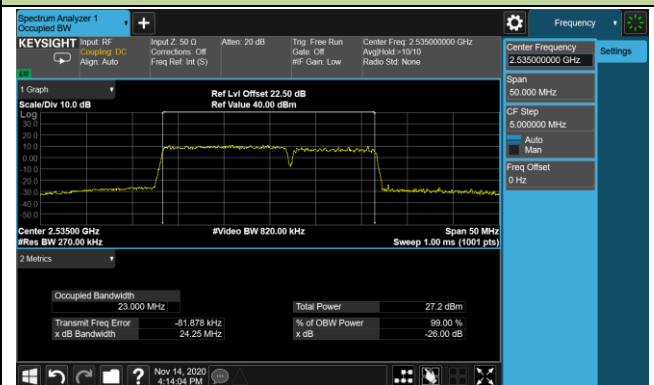 Spectrum Analyzer 1
Occupied BW
Frequency
KEYSIGHT
Input: RF
Coupling: DC
Align: Auto
Input Z: 50 Ω
Corrections: Off
Freq Ref: Int (S)
Atten: 20 dB
Trig: Free Run
Gate: Off
#IF Gain: Low
Center Freq: 2.535000000 GHz
Avg|Hold:>10/10
Radio Std: None
Center Frequency
2.535000000 GHz
Settings
Span
50.000 MHz
CF Step
5.000000 MHz
Auto
Man
Freq Offset
0 Hz
1 Graph
Scale/Div 10.0 dB
Ref Lvl Offset 22.50 dB
Ref Value 40.00 dBm
Log
30.0
20.0
10.0
0.00
-10.0
-20.0
-30.0
-40.0
-50.0
Center 2.53500 GHz
#Res BW 270.00 kHz
#Video BW 820.00 kHz
Span 50 MHz
Sweep 1.00 ms (1001 pts)
2 Metrics
Occupied Bandwidth
23.000 MHz
Total Power
27.2 dBm
Transmit Freq Error
-81.878 kHz
% of OBW Power
99.00 %
x dB Bandwidth
24.25 MHz
x dB
-26.00 dB
?
Nov 14, 2020
4:14:04 PM